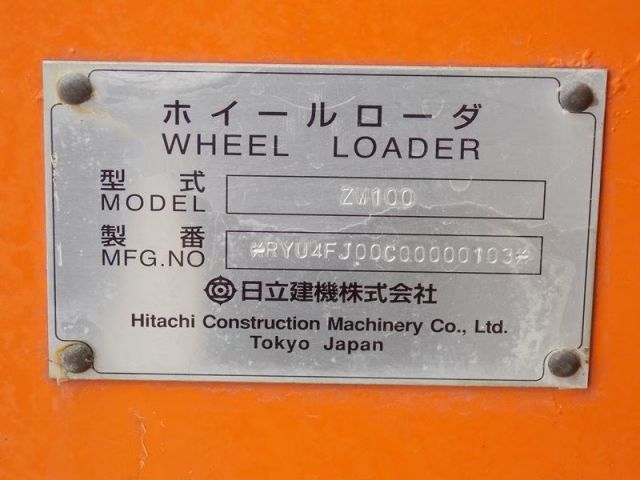 ホイールローダ
WHEEL LOADER
型式
MODEL ZW100
製番
MFG.NO *RYU4FJ00C00000103*
日立建機株式会社
Hitachi Construction Machinery Co., Ltd.
Tokyo Japan